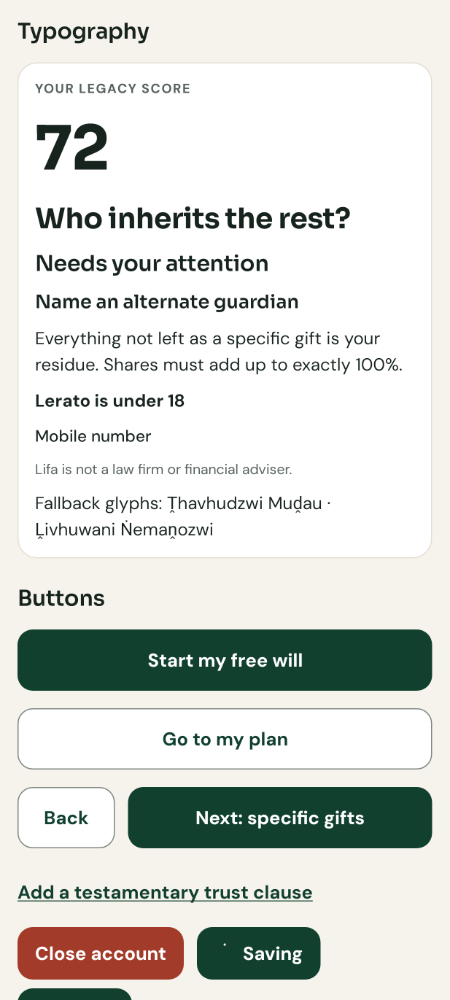 Typography
YOUR LEGACY SCORE
72
Who inherits the rest?
Needs your attention
Name an alternate guardian
Everything not left as a specific gift is your
residue. Shares must add up to exactly 100%.
Lerato is under 18
Mobile number
Lifa is not a law firm or financial adviser.
Fallback glyphs: Ṱhavhudzwi Muḓau ·
Ḽivhuwani Ṅemaṋozwi
Buttons
Start my free will
Go to my plan
Back
Next: specific gifts
Add a testamentary trust clause
Close account
Saving